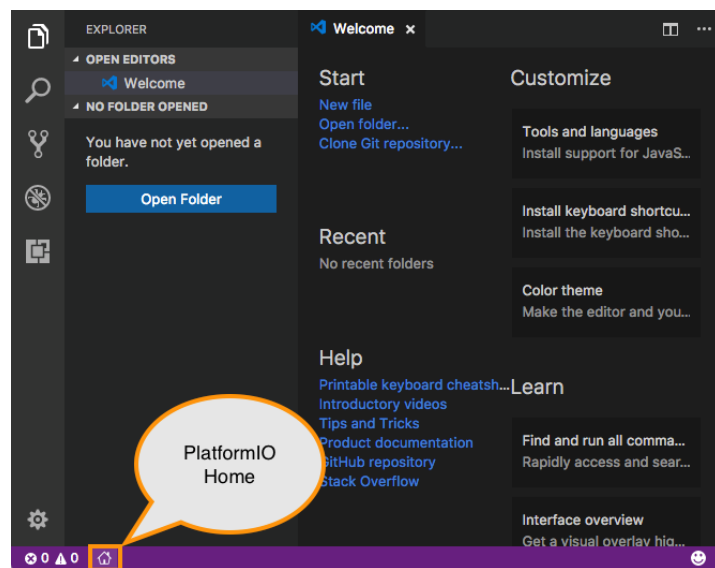 EXPLORER
OPEN EDITORS
Welcome
NO FOLDER OPENED
You have not yet opened a
folder.
Open Folder
Welcome x
...
Start
New file
Open folder...
Clone Git repository...
Recent
No recent folders
Help
Printable keyboard cheatsh...
Introductory videos
Tips and Tricks
Product documentation
GitHub repository
Stack Overflow
Customize
Tools and languages
Install support for JavaS...
Install keyboard shortcu...
Install the keyboard sho...
Color theme
Make the editor and you...
Learn
Find and run all comma...
Rapidly access and sear...
Interface overview
Get a visual overlay hig...
PlatformIO
Home
0 0